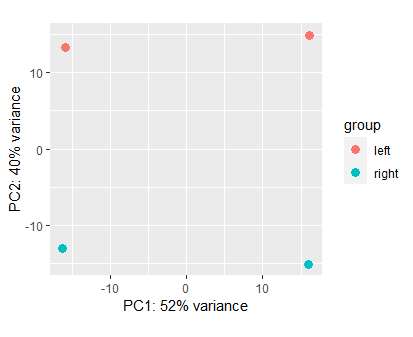 PC2: 40% variance
10
0
-10
-10
0
10
PC1: 52% variance
group
left
right